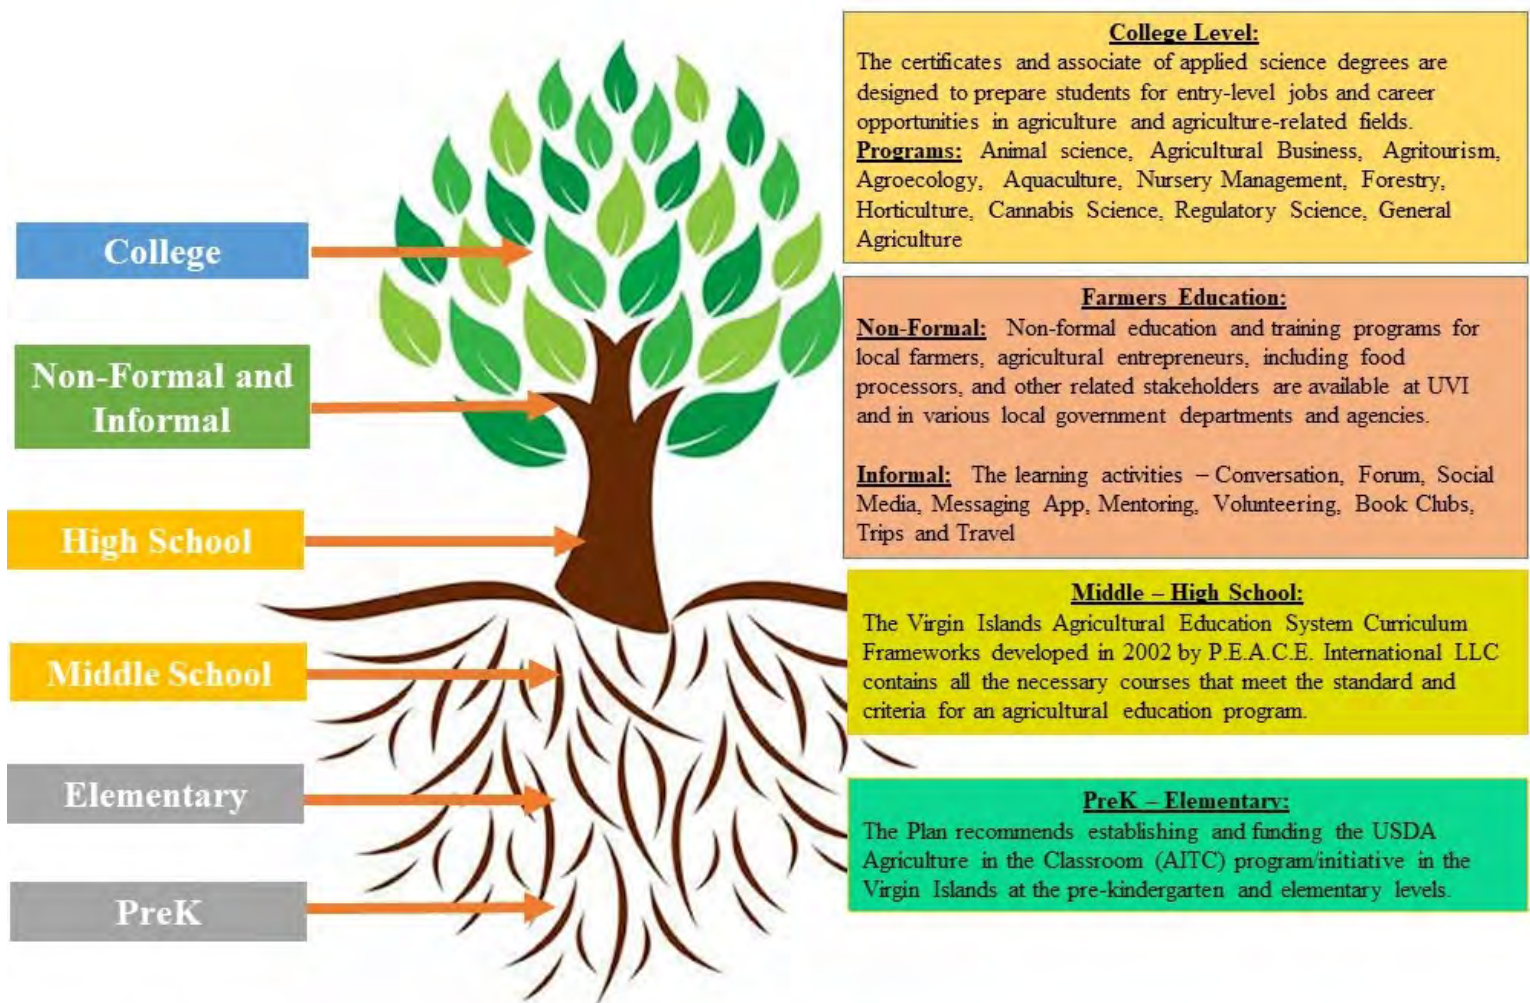 College
Non-Formal and
Informal
High School
Middle School
Elementary
PreK
College Level:
The certificates and associate of applied science degrees are
designed to prepare students for entry-level jobs and career
opportunities in agriculture and agriculture-related fields.
Programs: Animal science, Agricultural Business, Agritourism,
Agroecology, Aquaculture, Nursery Management, Forestry,
Horticulture, Cannabis Science, Regulatory Science, General
Agriculture
Farmers Education:
Non-Formal: Non-formal education and training programs for
local farmers, agricultural entrepreneurs, including food
processors, and other related stakeholders are available at UVI
and in various local government departments and agencies.
Informal: The learning activities – Conversation, Forum, Social
Media, Messaging App, Mentoring, Volunteering, Book Clubs,
Trips and Travel
Middle – High School:
The Virgin Islands Agricultural Education System Curriculum
Frameworks developed in 2002 by P.E.A.C.E. International LLC
contains all the necessary courses that meet the standard and
criteria for an agricultural education program.
PreK – Elementary:
The Plan recommends establishing and funding the USDA
Agriculture in the Classroom (AITC) program/initiative in the
Virgin Islands at the pre-kindergarten and elementary levels.